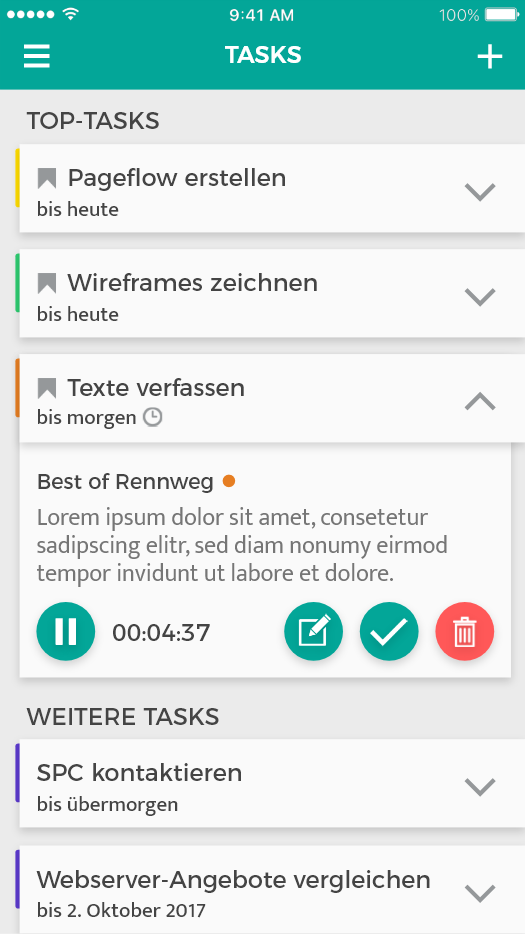 9:41 AM 100%
TASKS
TOP-TASKS
Pageflow erstellen
bis heute
Wireframes zeichnen
bis heute
Texte verfassen
bis morgen
Best of Rennweg
Lorem ipsum dolor sit amet, consetetur
sadipscing elitr, sed diam nonumy eirmod
tempor invidunt ut labore et dolore.
00:04:37
WEITERE TASKS
SPC kontaktieren
bis übermorgen
Webserver-Angebote vergleichen
bis 2. Oktober 2017